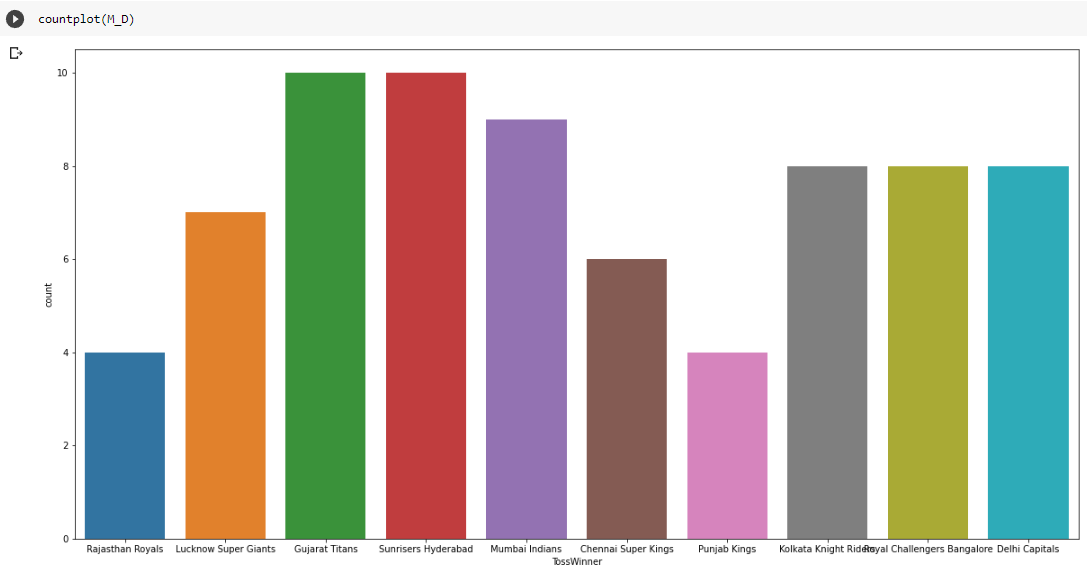 countplot(M_D)
10
8
6
4
2
0
count
Rajasthan Royals Lucknow Super Giants Gujarat Titans Sunrisers Hyderabad Mumbai Indians Chennai Super Kings Punjab Kings Kolkata Knight Riders Royal Challengers Bangalore Delhi Capitals
TossWinner